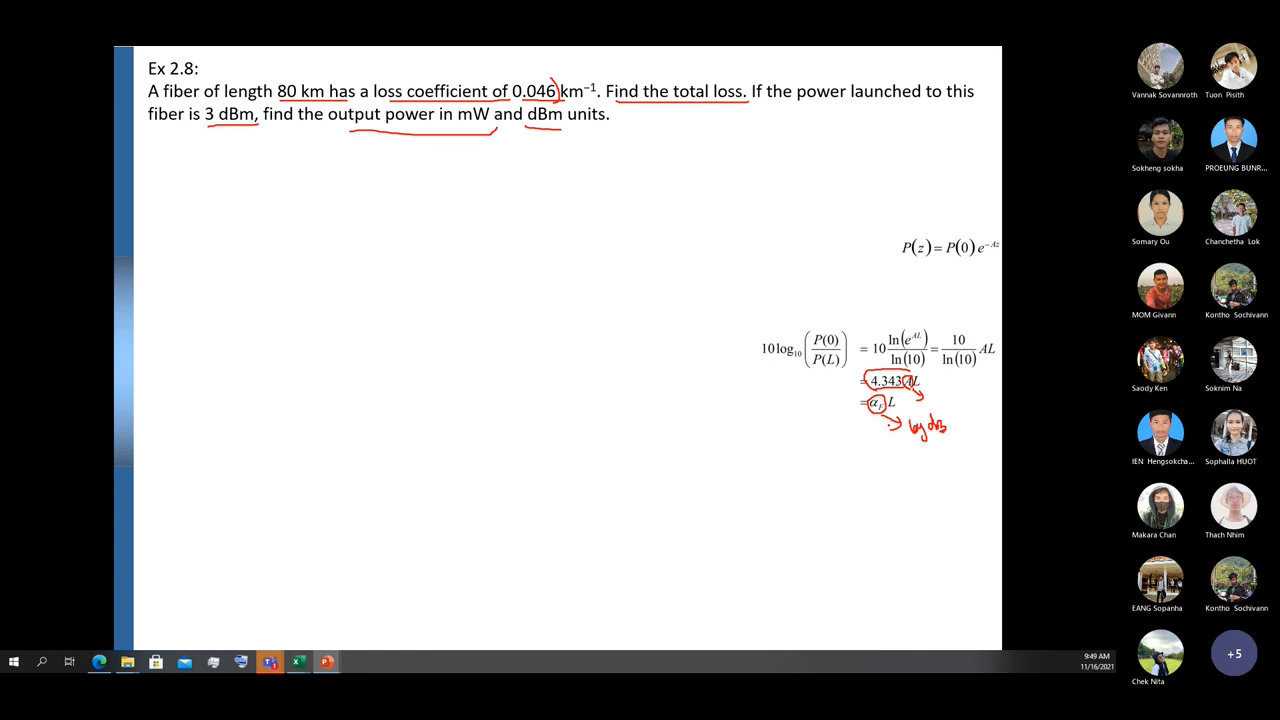 Ex 2.8:
A fiber of length 80 km has a loss coefficient of 0.046 km⁻¹. Find the total loss. If the power launched to this
fiber is 3 dBm, find the output power in mW and dBm units.
P(z) = P(0) e^{-Az}
10 log₁₀ (P(0)/P(L)) = 10 ln(e^{AL})/ln(10) = 10/ln(10) AL
= 4.343 AL
= α_F L
by dB
Vannak Sovannroth
Tuon Pisith
Sokheng sokha
PROEUNG BUNR...
Somary Ou
Chanchetha Lok
MOM Givann
Kontho Sochivann
Saody Ken
Soknim Na
IEN Hengsokcha...
Sophalla HUOT
Makara Chan
Thach Nhim
EANG Sopanha
Kontho Sochivann
Chek Nita
+5
9:49 AM
11/16/2021